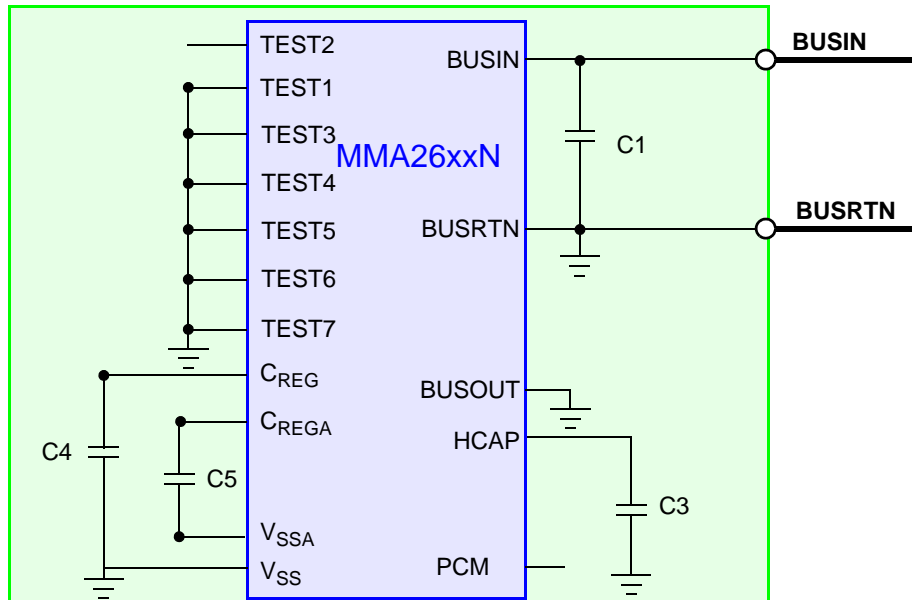 TEST2
TEST1
TEST3
TEST4
TEST5
TEST6
TEST7
C4
C5
CREG
CREGA
VSSA
VSS
MMA26xxN
BUSIN
BUSRTN
BUSOUT
HCAP
PCM
C1
C3
BUSIN
BUSRTN